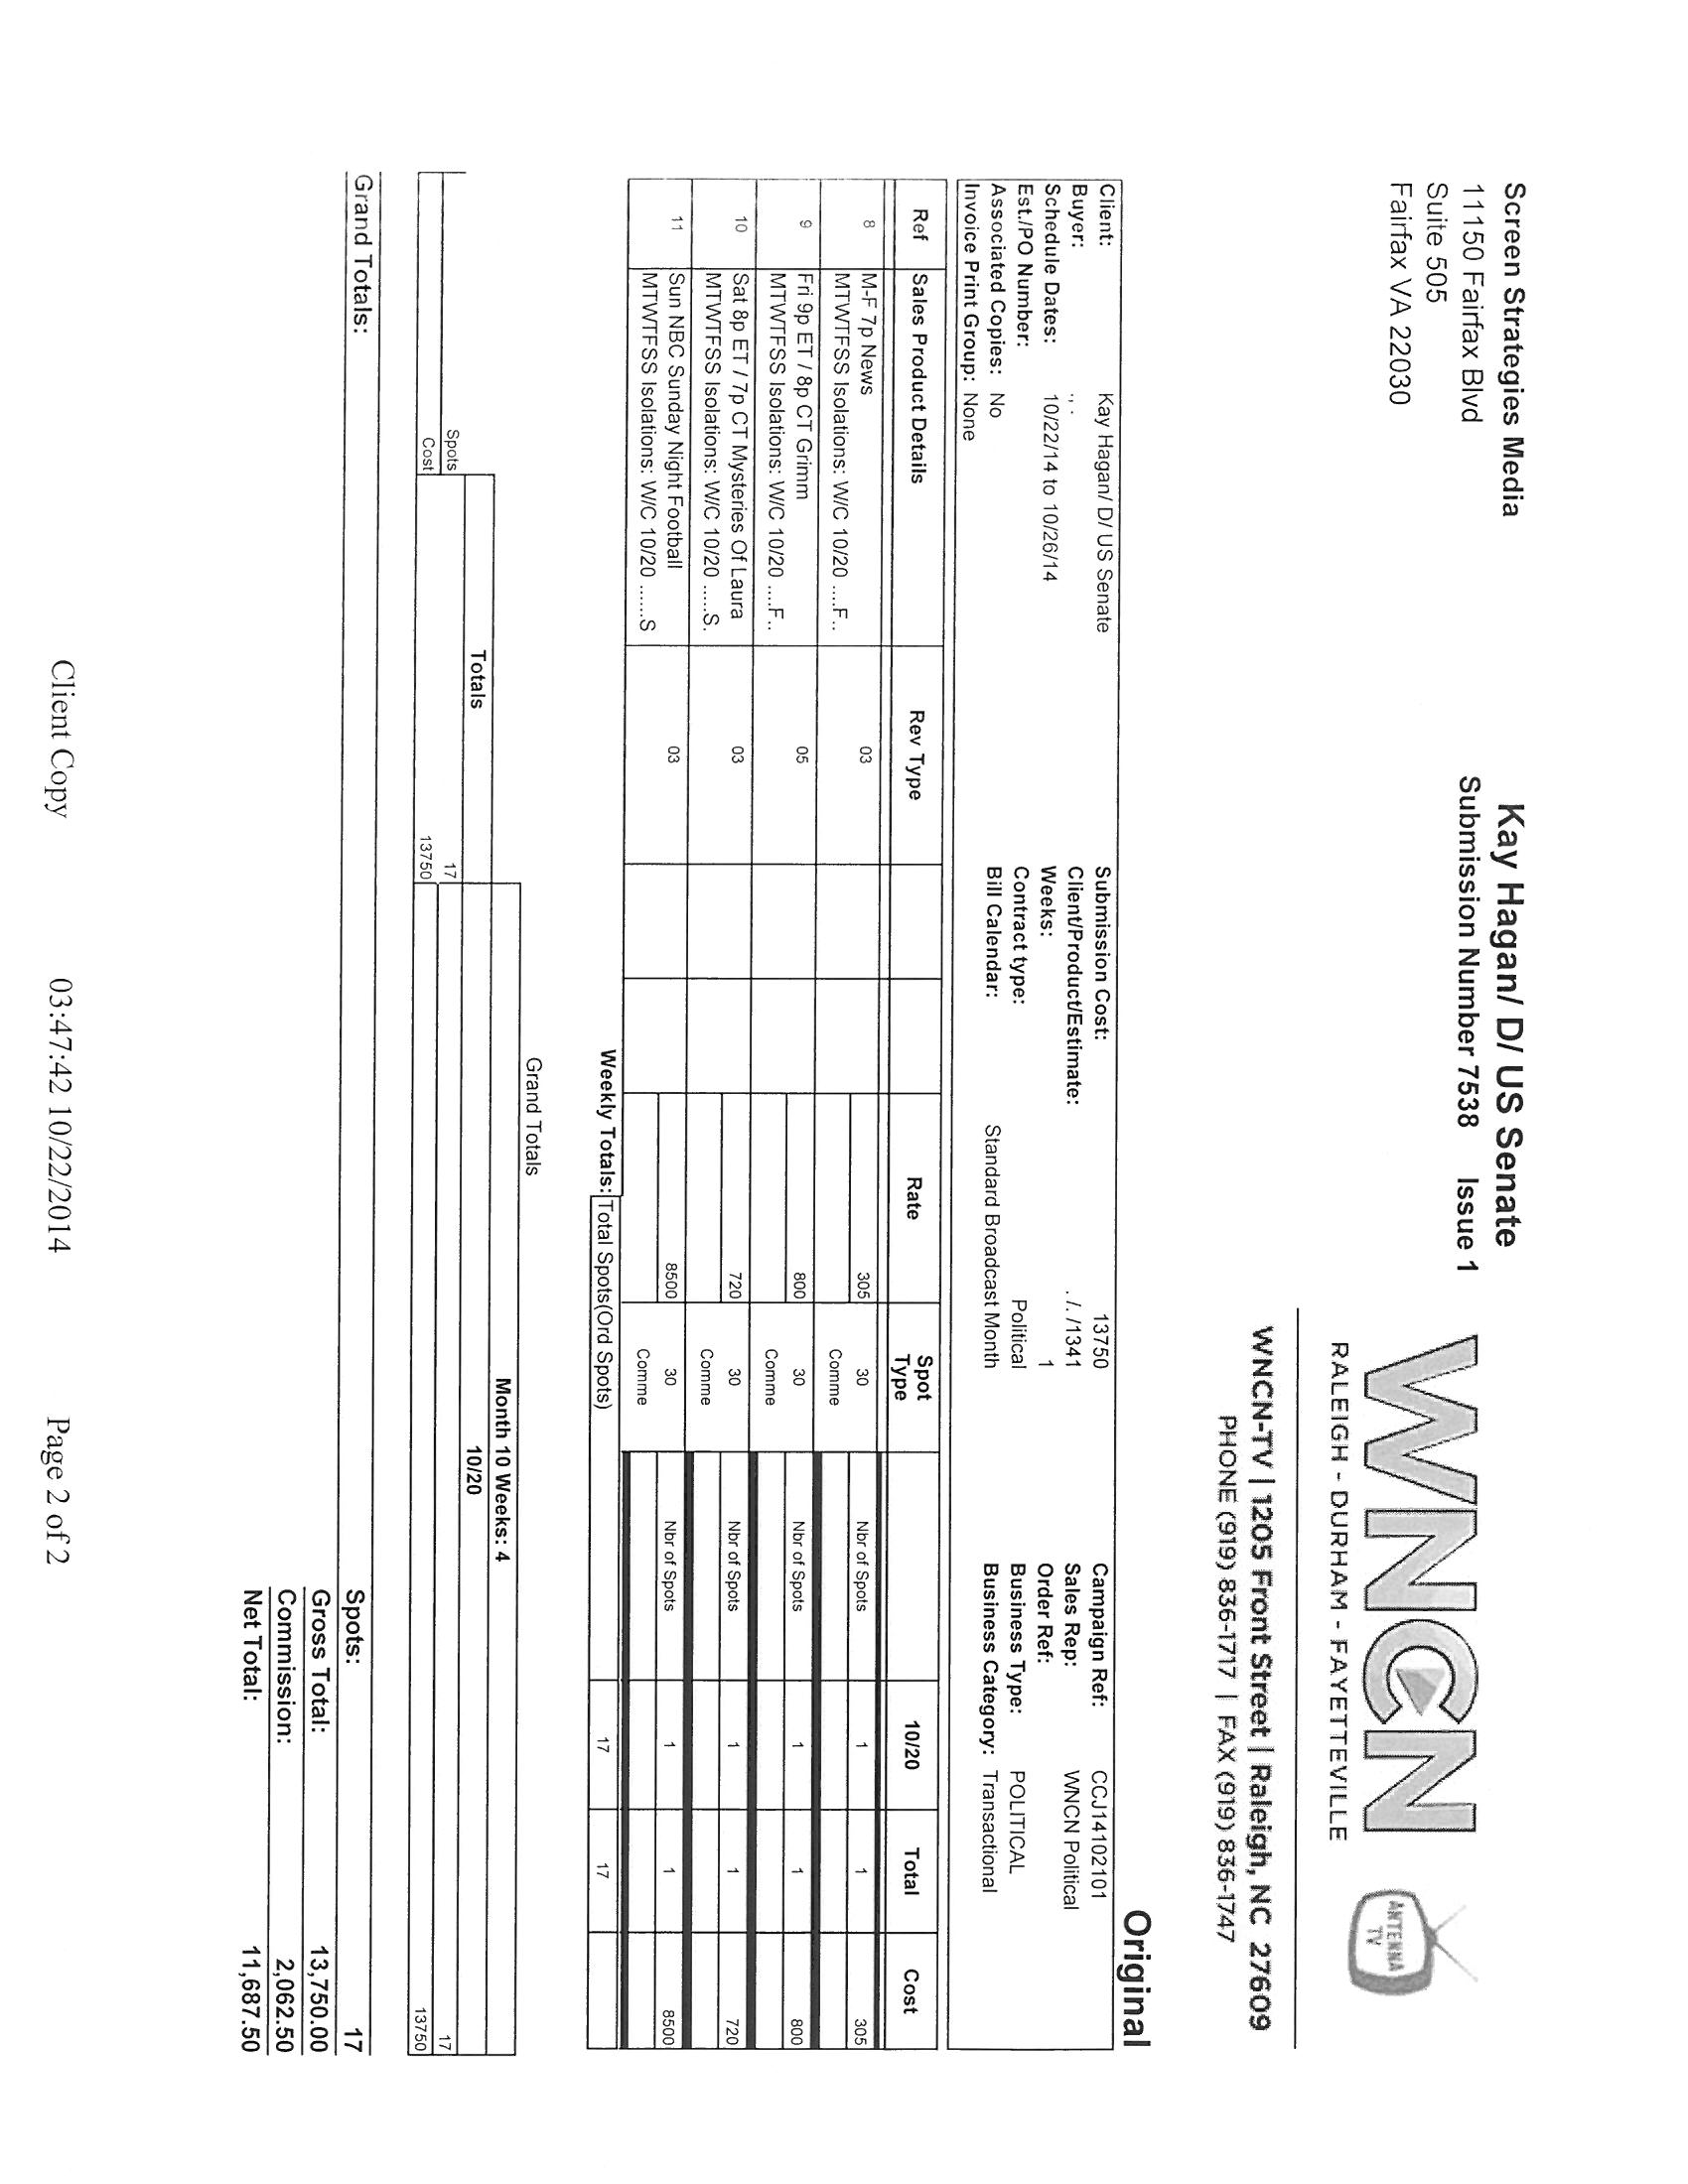 Screen Strategies Media
11150 Fairfax Blvd
Suite 505
Fairfax VA 22030
Kay Hagan/ D/ US Senate
Submission Number 7538 Issue 1
WNCN
RALEIGH - DURHAM - FAYETTEVILLE
ANTENNA
TV
WNCN-TV | 1205 Front Street | Raleigh, NC 27609
PHONE (919) 836-1717 | FAX (919) 836-1747
Original
Client: Kay Hagan/ D/ US Senate Submission Cost: 13750 Campaign Ref: CCJ14102101
Buyer: ., . Client/Product/Estimate: . /. /1341 Sales Rep: WNCN Political
Schedule Dates: 10/22/14 to 10/26/14 Weeks: 1 Order Ref:
Est./PO Number: Contract type: Political Business Type: POLITICAL
Associated Copies: No Bill Calendar: Standard Broadcast Month Business Category: Transactional
Invoice Print Group: None
Ref Sales Product Details Rev Type Rate Spot Type 10/20 Total Cost
8 M-F 7p News 03 305 30 Nbr of Spots 1 1 305
MTWTFSS Isolations: W/C 10/20 ....F.. Comme
9 Fri 9p ET / 8p CT Grimm 05 800 30 Nbr of Spots 1 1 800
MTWTFSS Isolations: W/C 10/20 ....F.. Comme
10 Sat 8p ET / 7p CT Mysteries Of Laura 03 720 30 Nbr of Spots 1 1 720
MTWTFSS Isolations: W/C 10/20 .....S. Comme
11 Sun NBC Sunday Night Football 03 8500 30 Nbr of Spots 1 1 8500
MTWTFSS Isolations: W/C 10/20 ......S Comme
Weekly Totals: Total Spots(Ord Spots) 17 17
Grand Totals
Month 10 Weeks: 4
Totals 10/20
Spots 17 17
Cost 13750 13750
Grand Totals: Spots: 17
Gross Total: 13,750.00
Commission: 2,062.50
Net Total: 11,687.50
Client Copy 03:47:42 10/22/2014 Page 2 of 2